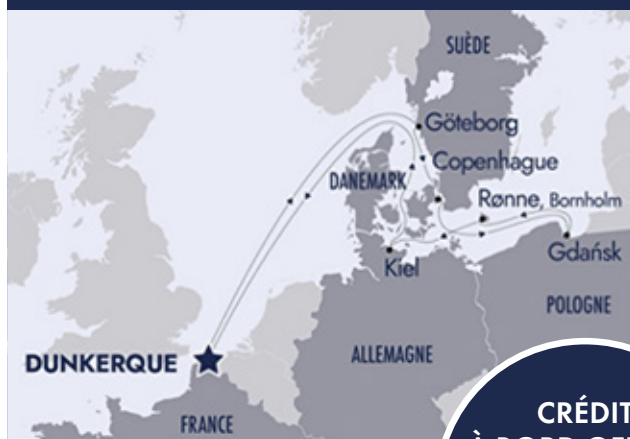 SUÈDE
Göteborg
Copenhague
DANEMARK
Rønne, Bornholm
Kiel
Gdańsk
POLOGNE
DUNKERQUE
ALLEMAGNE
FRANCE
CRÉDIT